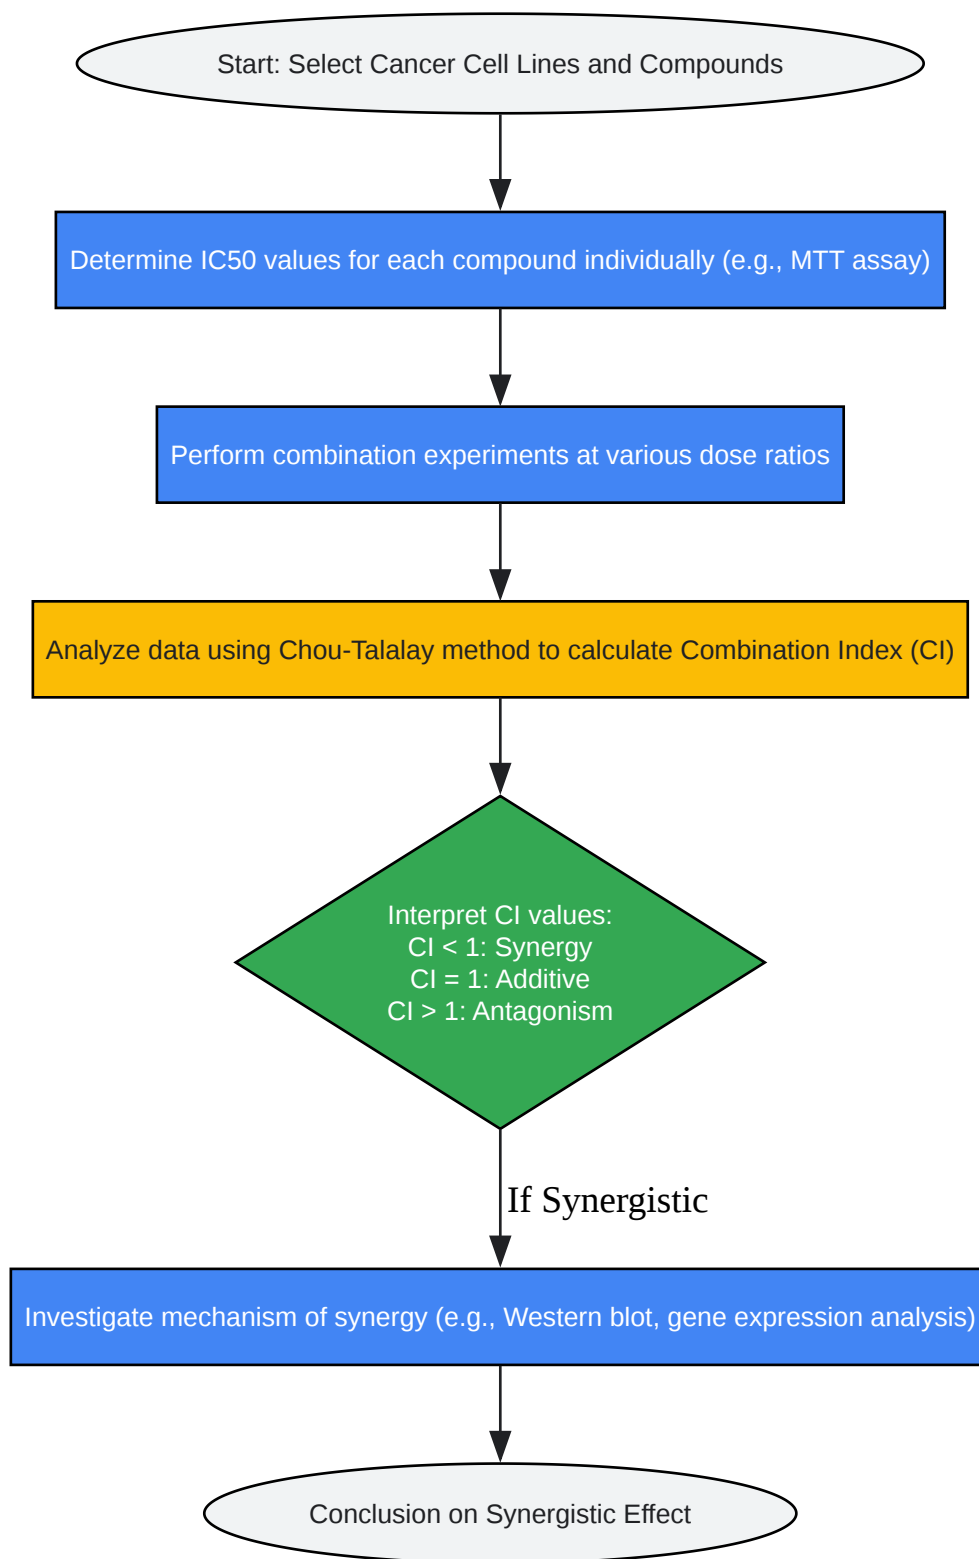 Start: Select Cancer Cell Lines and Compounds
Determine IC50 values for each compound individually (e.g., MTT assay)
Perform combination experiments at various dose ratios
Analyze data using Chou-Talalay method to calculate Combination Index (CI)
Interpret CI values:
CI < 1: Synergy
CI = 1: Additive
CI > 1: Antagonism
If Synergistic
Investigate mechanism of synergy (e.g., Western blot, gene expression analysis)
Conclusion on Synergistic Effect